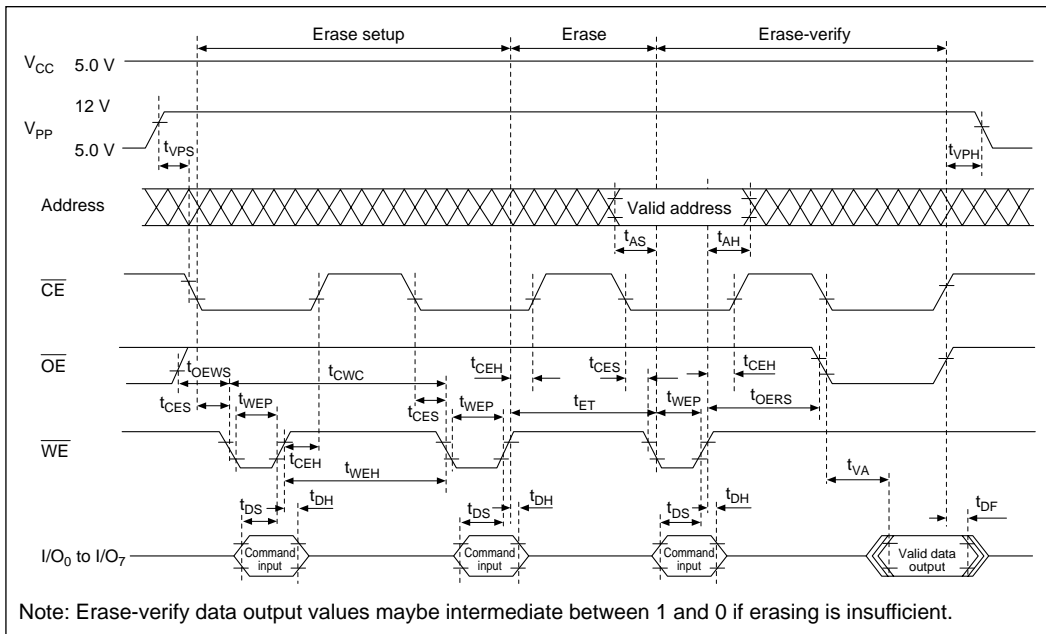 Erase setup Erase Erase-verify
VCC 5.0 V
12 V
VPP
5.0 V
tVPS tVPH
Address Valid address
tAS tAH
CE
OE
tOEWS tCWC tCEH tCES tCEH
tCES tWEP tCES tWEP tET tWEP tOERS
WE
tCEH tWEH tVA
tDS tDH tDS tDH tDS tDH tDF
I/O0 to I/O7 Command input Command input Command input Valid data output
Note: Erase-verify data output values maybe intermediate between 1 and 0 if erasing is insufficient.